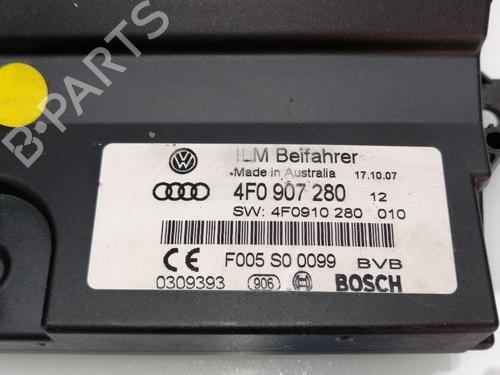 B-PARTS
ILM Beifahrer
Made in Australia 17.10.07
4F0 907 280 12
SW: 4F0910 280 010
CE F005 S0 0099 BVB
0309393 906 BOSCH